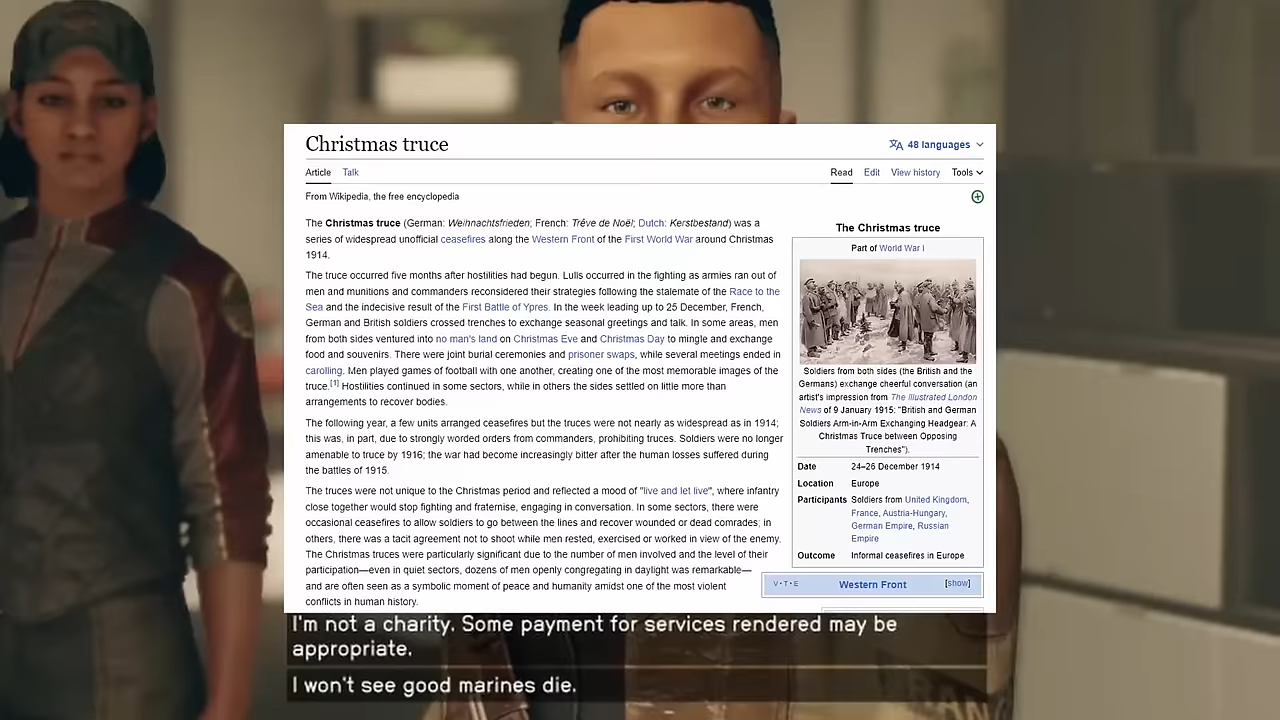 Christmas truce
48 languages
Article Talk
Read Edit View history Tools
From Wikipedia, the free encyclopedia
The Christmas truce (German: Weihnachtsfrieden; French: Trêve de Noël; Dutch: Kerstbestand) was a
series of widespread unofficial ceasefires along the Western Front of the First World War around Christmas
1914.
The truce occurred five months after hostilities had begun. Lulls occurred in the fighting as armies ran out of
men and munitions and commanders reconsidered their strategies following the stalemate of the Race to the
Sea and the indecisive result of the First Battle of Ypres. In the week leading up to 25 December, French,
German and British soldiers crossed trenches to exchange seasonal greetings and talk. In some areas, men
from both sides ventured into no man's land on Christmas Eve and Christmas Day to mingle and exchange
food and souvenirs. There were joint burial ceremonies and prisoner swaps, while several meetings ended in
carolling. Men played games of football with one another, creating one of the most memorable images of the
truce.[1] Hostilities continued in some sectors, while in others the sides settled on little more than
arrangements to recover bodies.
The following year, a few units arranged ceasefires but the truces were not nearly as widespread as in 1914;
this was, in part, due to strongly worded orders from commanders, prohibiting truces. Soldiers were no longer
amenable to truce by 1916; the war had become increasingly bitter after the human losses suffered during
the battles of 1915.
The truces were not unique to the Christmas period and reflected a mood of "live and let live", where infantry
close together would stop fighting and fraternise, engaging in conversation. In some sectors, there were
occasional ceasefires to allow soldiers to go between the lines and recover wounded or dead comrades; in
others, there was a tacit agreement not to shoot while men rested, exercised or worked in view of the enemy.
The Christmas truces were particularly significant due to the number of men involved and the level of their
participation—even in quiet sectors, dozens of men openly congregating in daylight was remarkable—
and are often seen as a symbolic moment of peace and humanity amidst one of the most violent
conflicts in human history.
The Christmas truce
Part of World War I
Soldiers from both sides (the British and the
Germans) exchange cheerful conversation (an
artist's impression from The Illustrated London
News of 9 January 1915: "British and German
Soldiers Arm-in-Arm Exchanging Headgear: A
Christmas Truce between Opposing
Trenches").
Date 24–26 December 1914
Location Europe
Participants Soldiers from United Kingdom,
France, Austria-Hungary,
German Empire, Russian
Empire
Outcome Informal ceasefires in Europe
V·T·E Western Front [show]
I'm not a charity. Some payment for services rendered may be
appropriate.
I won't see good marines die.